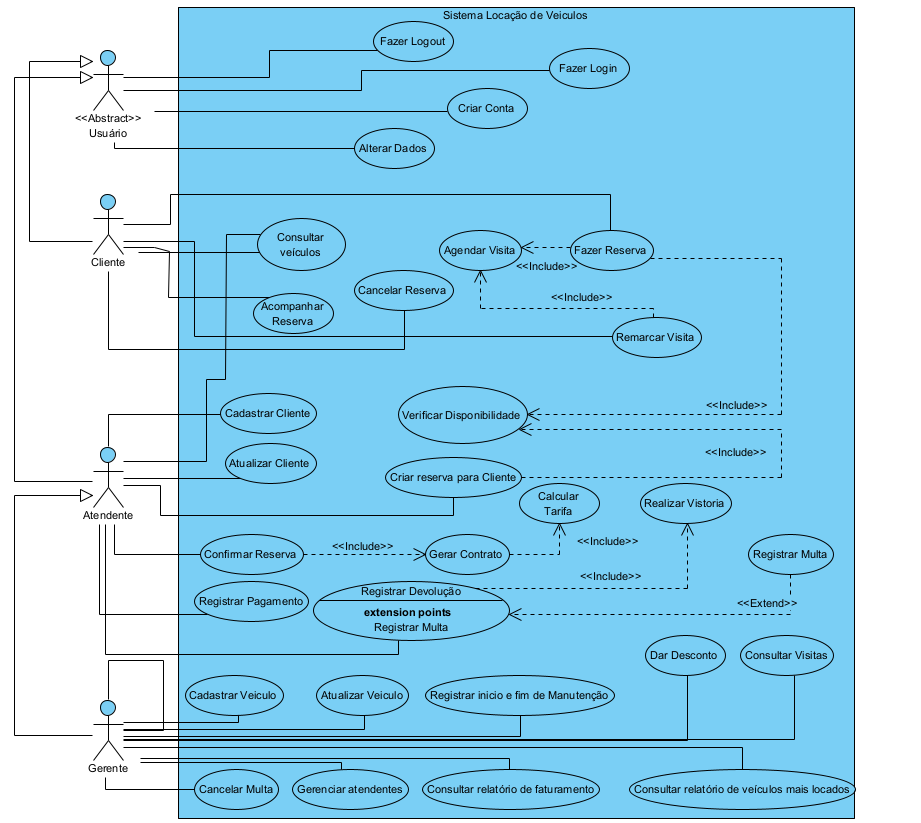 Sistema Locação de Veiculos
Fazer Logout
Fazer Login
Criar Conta
<<Abstract>>
Usuário
Alterar Dados
Consultar
veículos
Agendar Visita
Fazer Reserva
<<Include>>
Cliente
Cancelar Reserva
<<Include>>
Acompanhar
Reserva
Remarcar Visita
<<Include>>
Cadastrar Cliente
Verificar Disponibilidade
<<Include>>
Atualizar Cliente
Criar reserva para Cliente
Calcular
Tarifa
Realizar Vistoria
Atendente
<<Include>>
<<Include>>
Confirmar Reserva
Gerar Contrato
Registrar Multa
<<Include>>
Registrar Devolução
Registrar Pagamento
<<Extend>>
extension points
Registrar Multa
Dar Desconto
Consultar Visitas
Cadastrar Veiculo
Atualizar Veiculo
Registrar inicio e fim de Manutenção
Gerente
Cancelar Multa
Gerenciar atendentes
Consultar relatório de faturamento
Consultar relatório de veículos mais locados